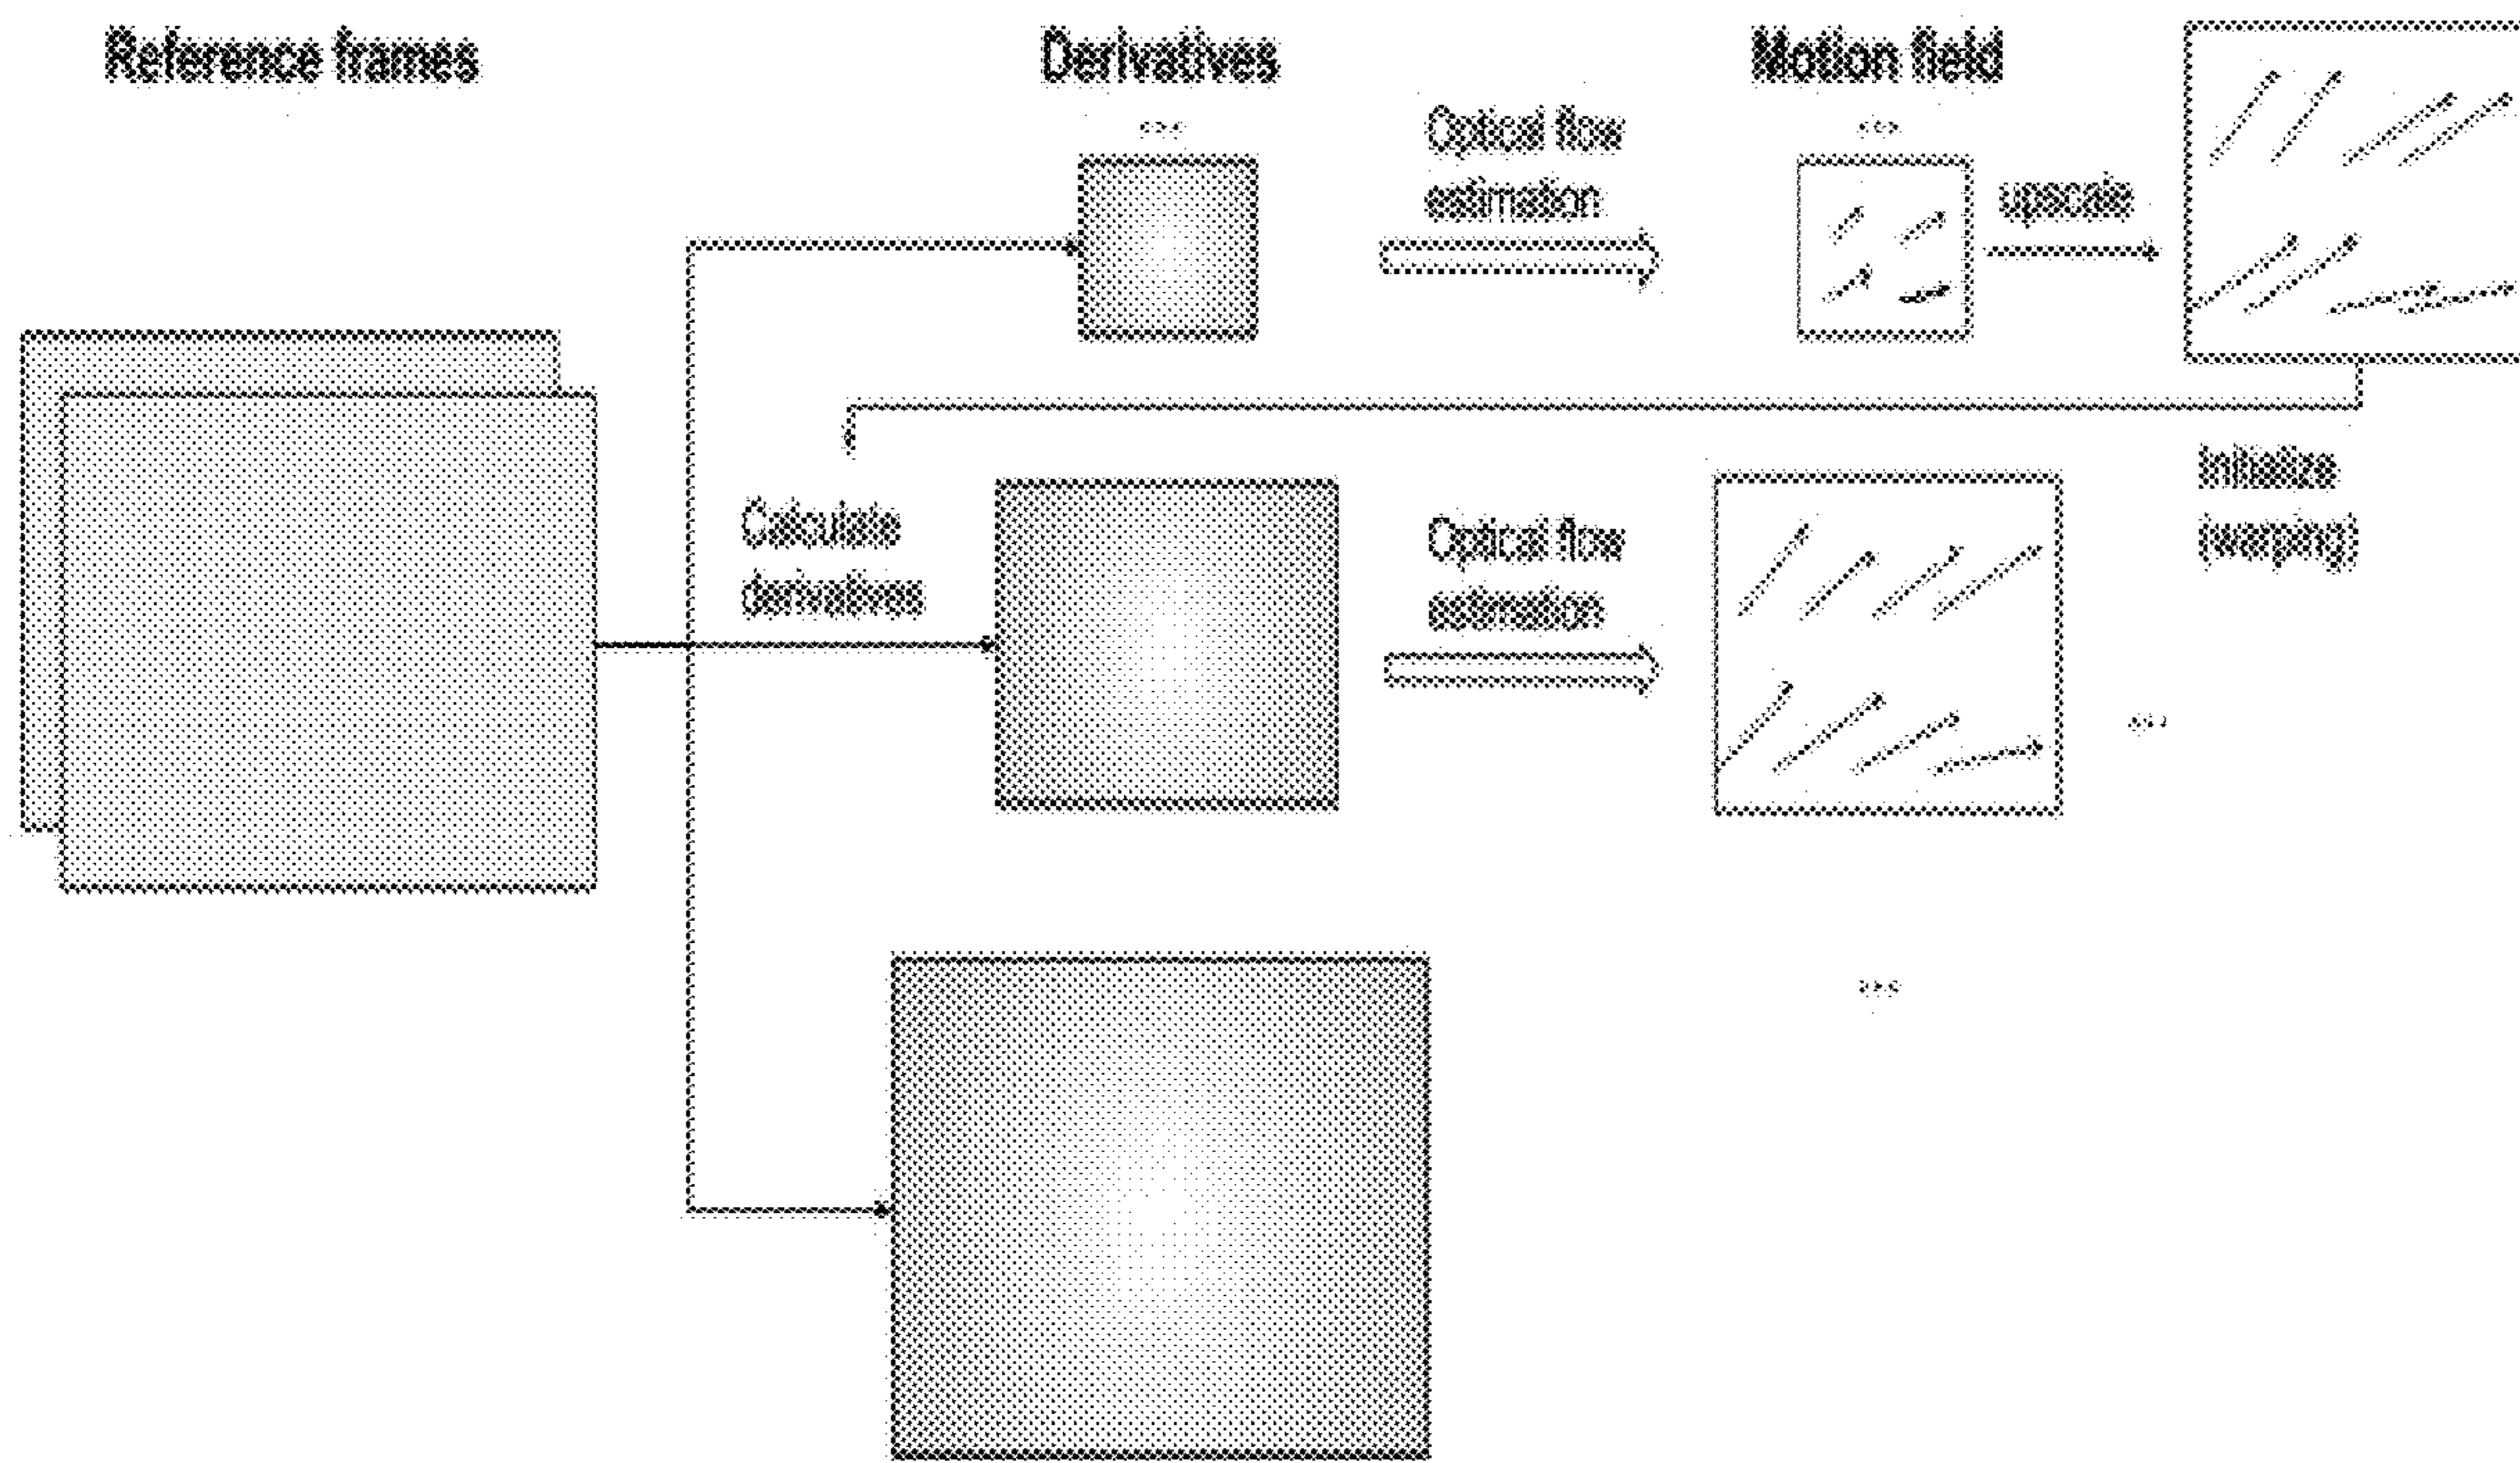 Reference frames
Derivatives
Motion field
...
...
Optical flow
estimation
upscale
Calculate
derivatives
Optical flow
estimation
Initialize
(warping)
...
...